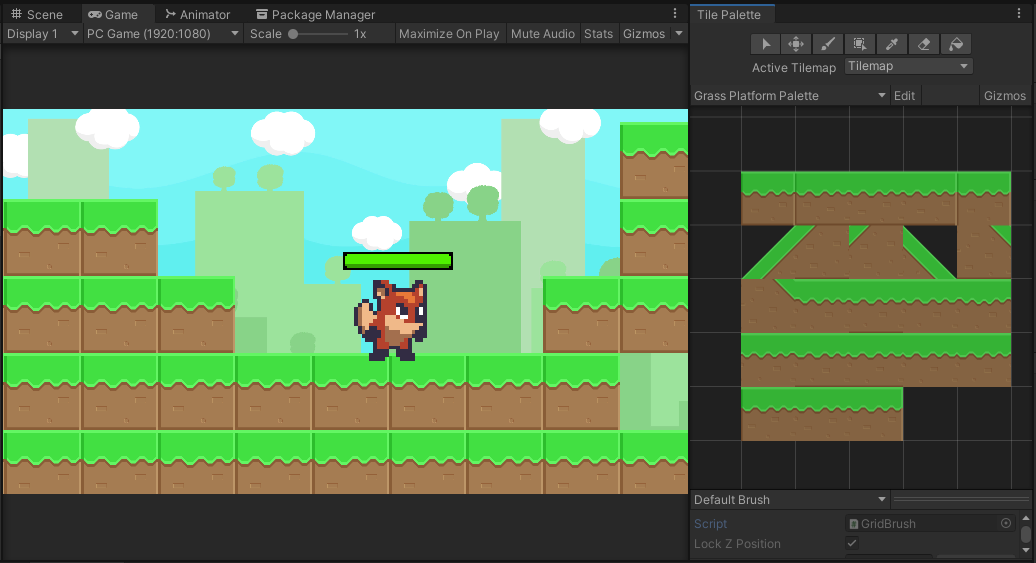 Scene Game Animator Package Manager
Display 1 PC Game (1920:1080) Scale 1x Maximize On Play Mute Audio Stats Gizmos
Tile Palette
Active Tilemap Tilemap
Grass Platform Palette Edit Gizmos
Default Brush
Script GridBrush
Lock Z Position